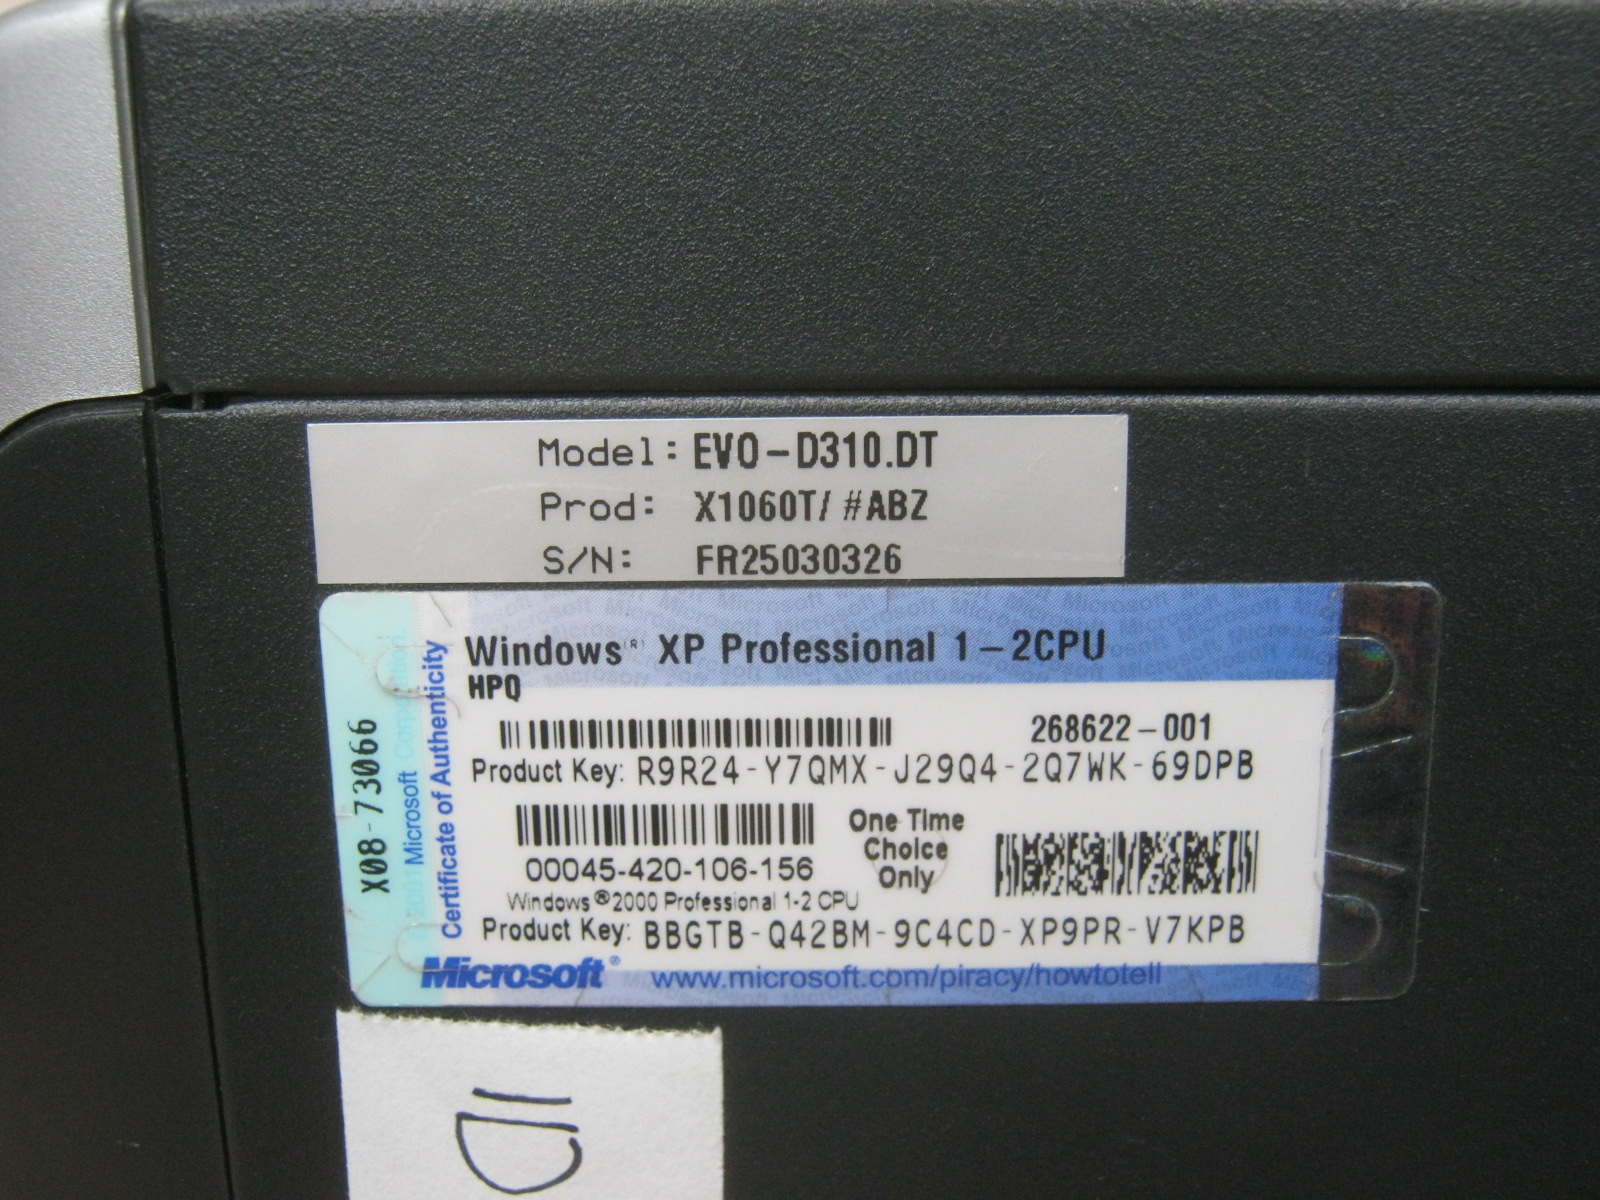 Model: EVO-D310.DT
Prod: X1060T/ #ABZ
S/N: FR25030326
Windows(R) XP Professional 1-2CPU
HPQ
268622-001
Product Key: R9R24-Y7QMX-J29Q4-2Q7WK-69DPB
00045-420-106-156
One Time
Choice
Only
Windows®2000 Professional 1-2 CPU
Product Key: BBGTB-Q42BM-9C4CD-XP9PR-V7KPB
Microsoft® www.microsoft.com/piracy/howtotell
X08-73066
© 2001 Microsoft Corporation
Certificate of Authenticity